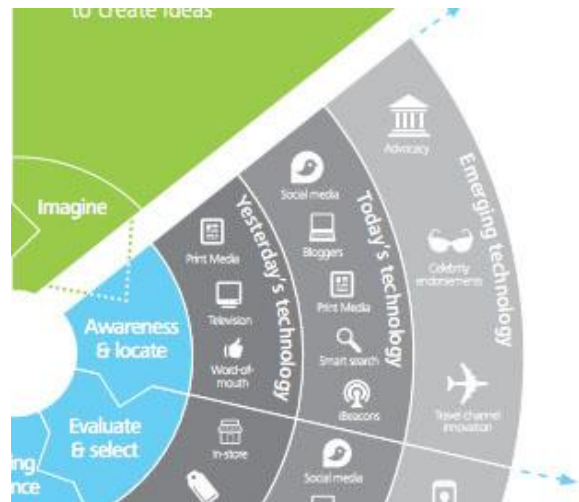 to create ideas
Imagine
Awareness
& locate
Evaluate
& select
ing
nce
Yesterday's technology
Print Media
Television
Word-of-
mouth
In-store
Today's technology
Social media
Bloggers
Print Media
Smart search
iBeacons
Social media
Emerging technology
Advocacy
Celebrity
endorsements
Travel channel
innovation